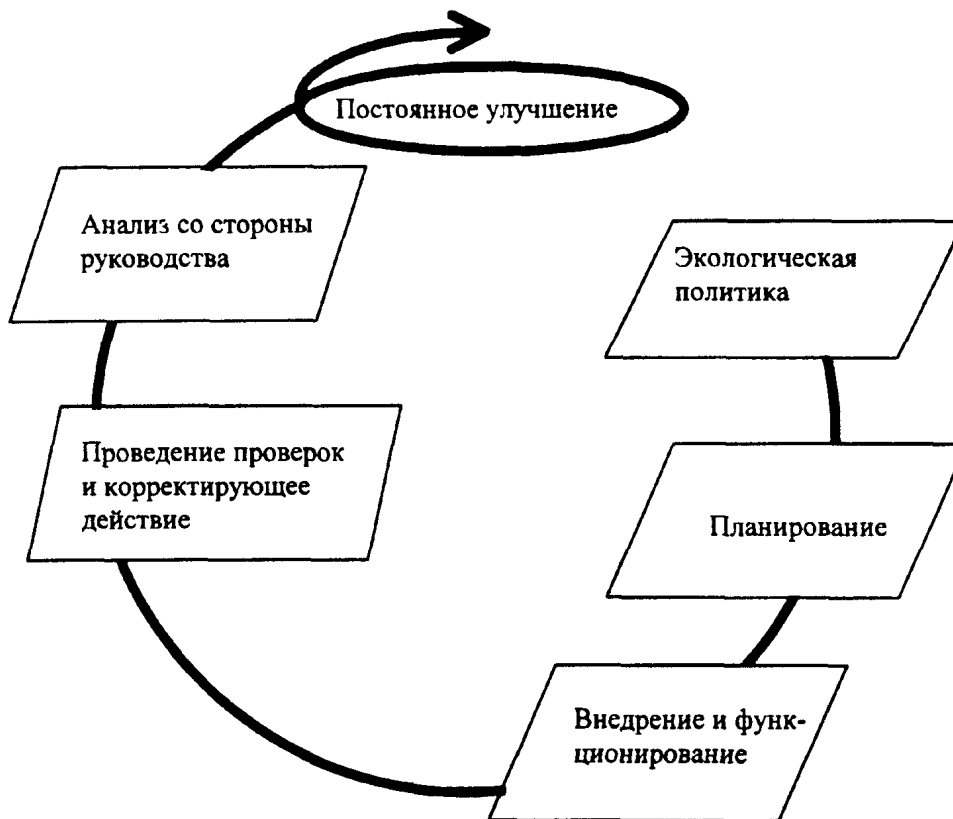 Постоянное улучшение
Анализ со стороны
руководства
Экологическая
политика
Проведение проверок
и корректирующее
действие
Планирование
Внедрение и функ-
ционирование